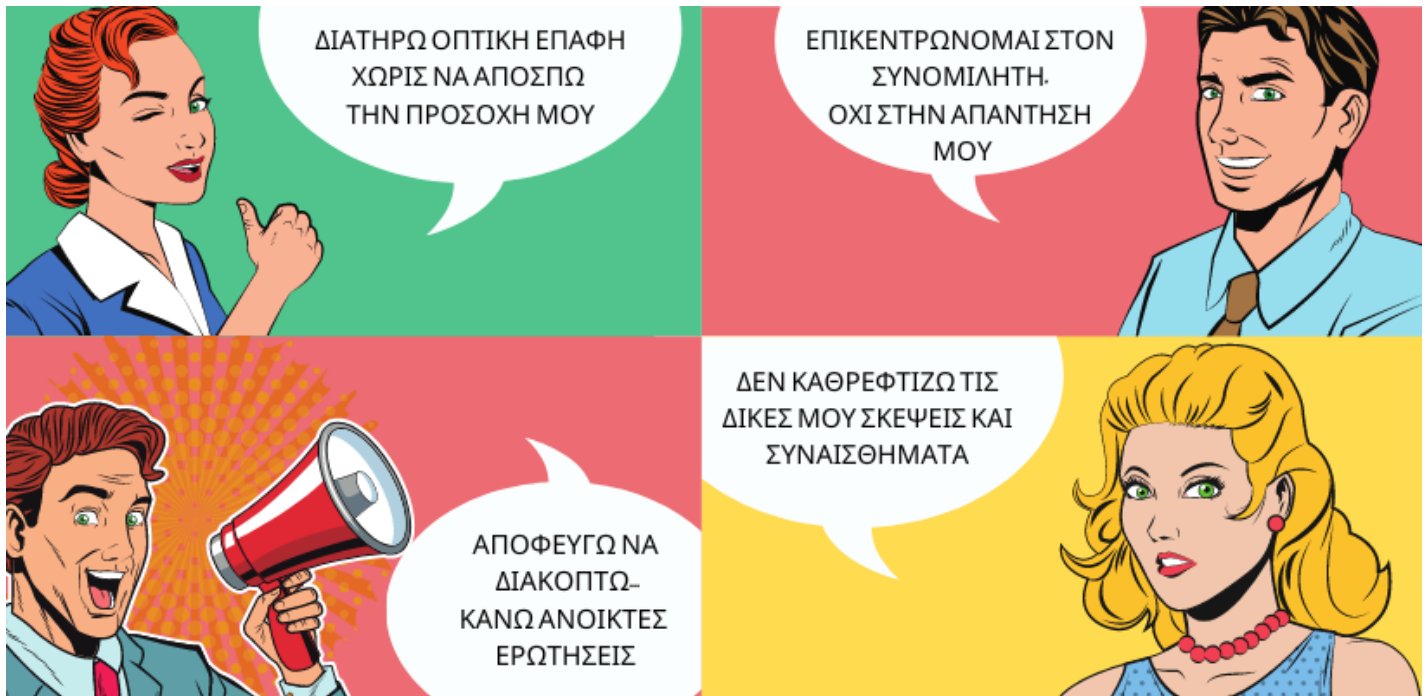 ΔΙΑΤΗΡΩ ΟΠΤΙΚΗ ΕΠΑΦΗ
ΧΩΡΙΣ ΝΑ ΑΠΟΣΠΩ
ΤΗΝ ΠΡΟΣΟΧΗ ΜΟΥ
ΕΠΙΚΕΝΤΡΩΝΟΜΑΙ ΣΤΟΝ
ΣΥΝΟΜΙΛΗΤΗ-
ΟΧΙ ΣΤΗΝ ΑΠΑΝΤΗΣΗ
ΜΟΥ
ΑΠΟΦΕΥΓΩ ΝΑ
ΔΙΑΚΟΠΤΩ–
ΚΑΝΩ ΑΝΟΙΚΤΕΣ
ΕΡΩΤΗΣΕΙΣ
ΔΕΝ ΚΑΘΡΕΦΤΙΖΩ ΤΙΣ
ΔΙΚΕΣ ΜΟΥ ΣΚΕΨΕΙΣ ΚΑΙ
ΣΥΝΑΙΣΘΗΜΑΤΑ